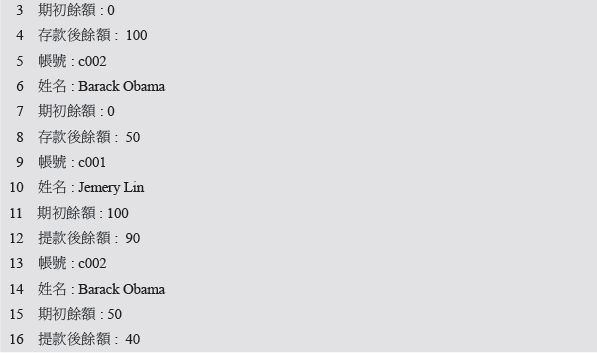 3 期初餘額 : 0
4 存款後餘額 : 100
5 帳號 : c002
6 姓名 : Barack Obama
7 期初餘額 : 0
8 存款後餘額 : 50
9 帳號 : c001
10 姓名 : Jemery Lin
11 期初餘額 : 100
12 提款後餘額 : 90
13 帳號 : c002
14 姓名 : Barack Obama
15 期初餘額 : 50
16 提款後餘額 : 40